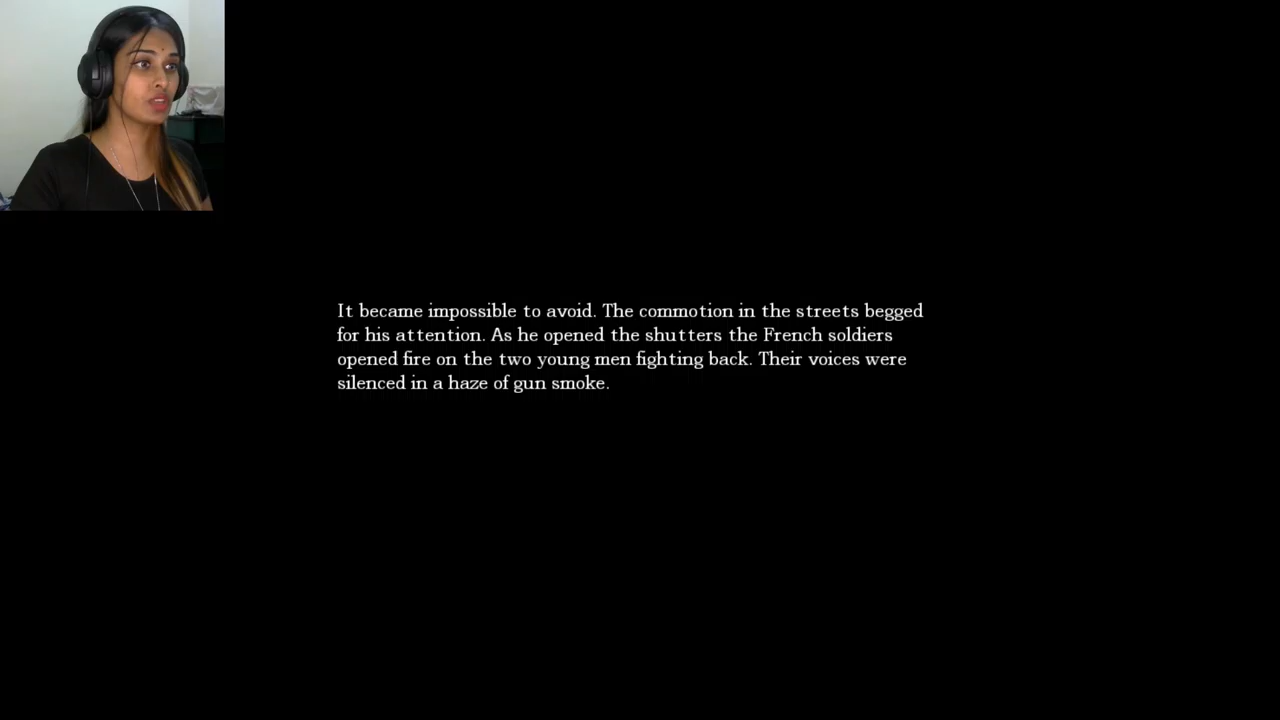 It became impossible to avoid. The commotion in the streets begged
for his attention. As he opened the shutters the French soldiers
opened fire on the two young men fighting back. Their voices were
silenced in a haze of gun smoke.